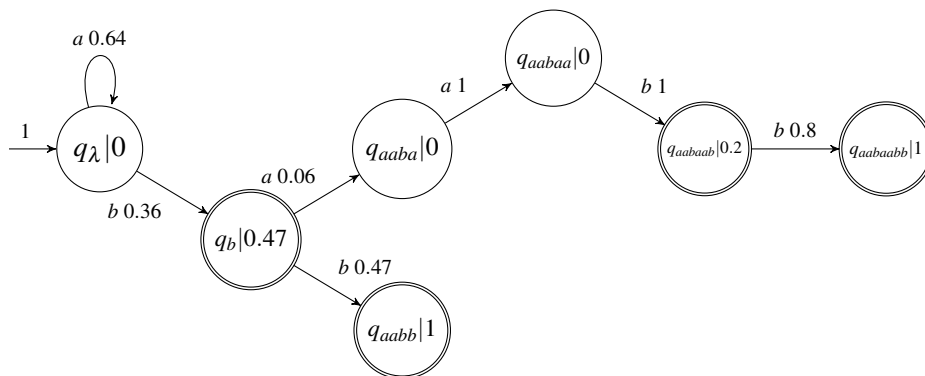 a 0.64
1
q_λ|0
b 0.36
q_b|0.47
a 0.06
q_aaba|0
a 1
q_aabaa|0
b 1
q_aabaab|0.2
b 0.8
q_aabaabb|1
b 0.47
q_aabb|1